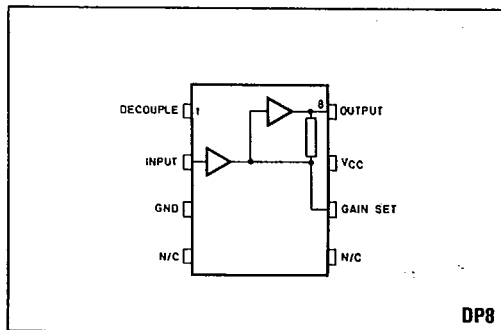 DECOUPLE 1 8 OUTPUT
INPUT VCC
GND GAIN SET
N/C N/C
DP8